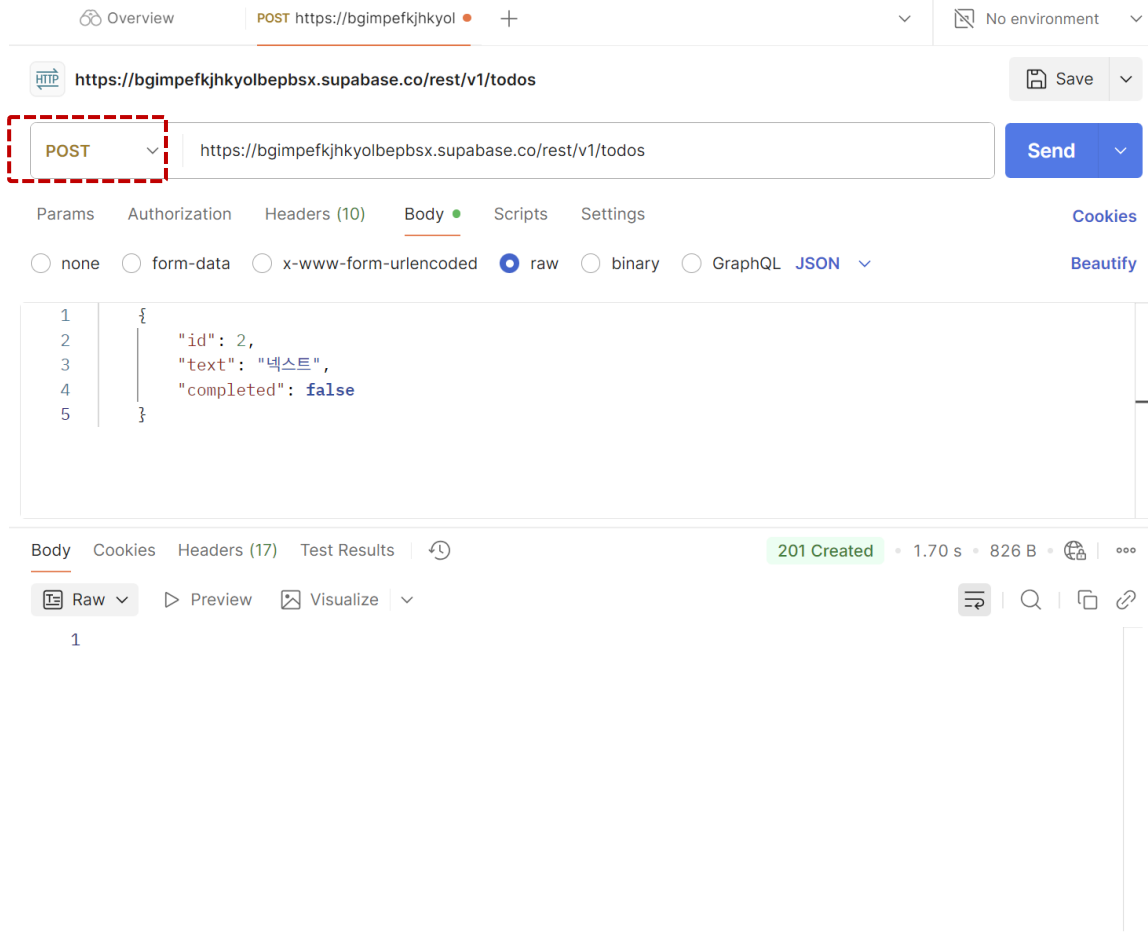 Overview
POST https://bgimpefkjhkyol
No environment
HTTP https://bgimpefkjhkyolbepbsx.supabase.co/rest/v1/todos
Save
POST
https://bgimpefkjhkyolbepbsx.supabase.co/rest/v1/todos
Send
Params Authorization Headers (10) Body Scripts Settings Cookies
none form-data x-www-form-urlencoded raw binary GraphQL JSON Beautify
1 {
2 "id": 2,
3 "text": "넥스트",
4 "completed": false
5 }
Body Cookies Headers (17) Test Results 201 Created 1.70 s 826 B
Raw Preview Visualize
1